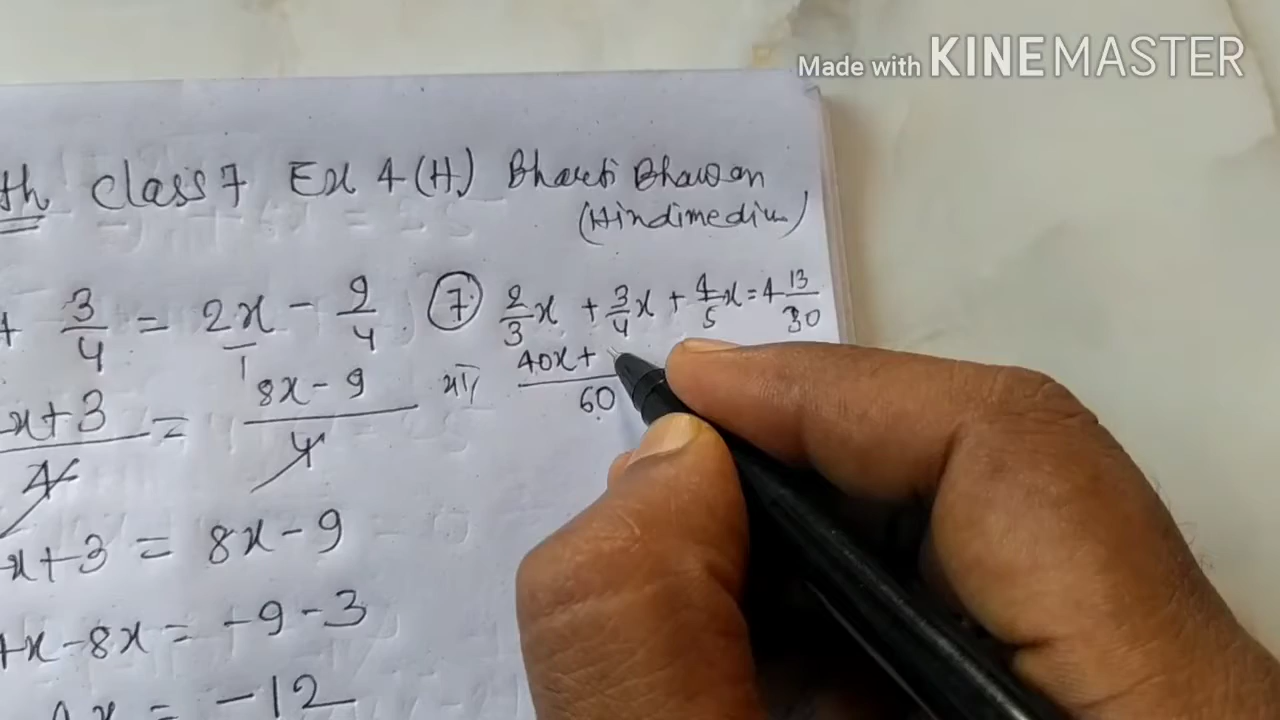 Made with KINEMASTER
th Class 7 Ex 4 (H) Bharti Bhawan
(Hindimedium)
+ 3/4 = 2x/1 - 9/4
x+3/4 = 8x-9/4
x+3 = 8x-9
x-8x = -9-3
x = -12
7 2/3x + 3/4x + 4/5x = 4 13/30
या 40x+/60